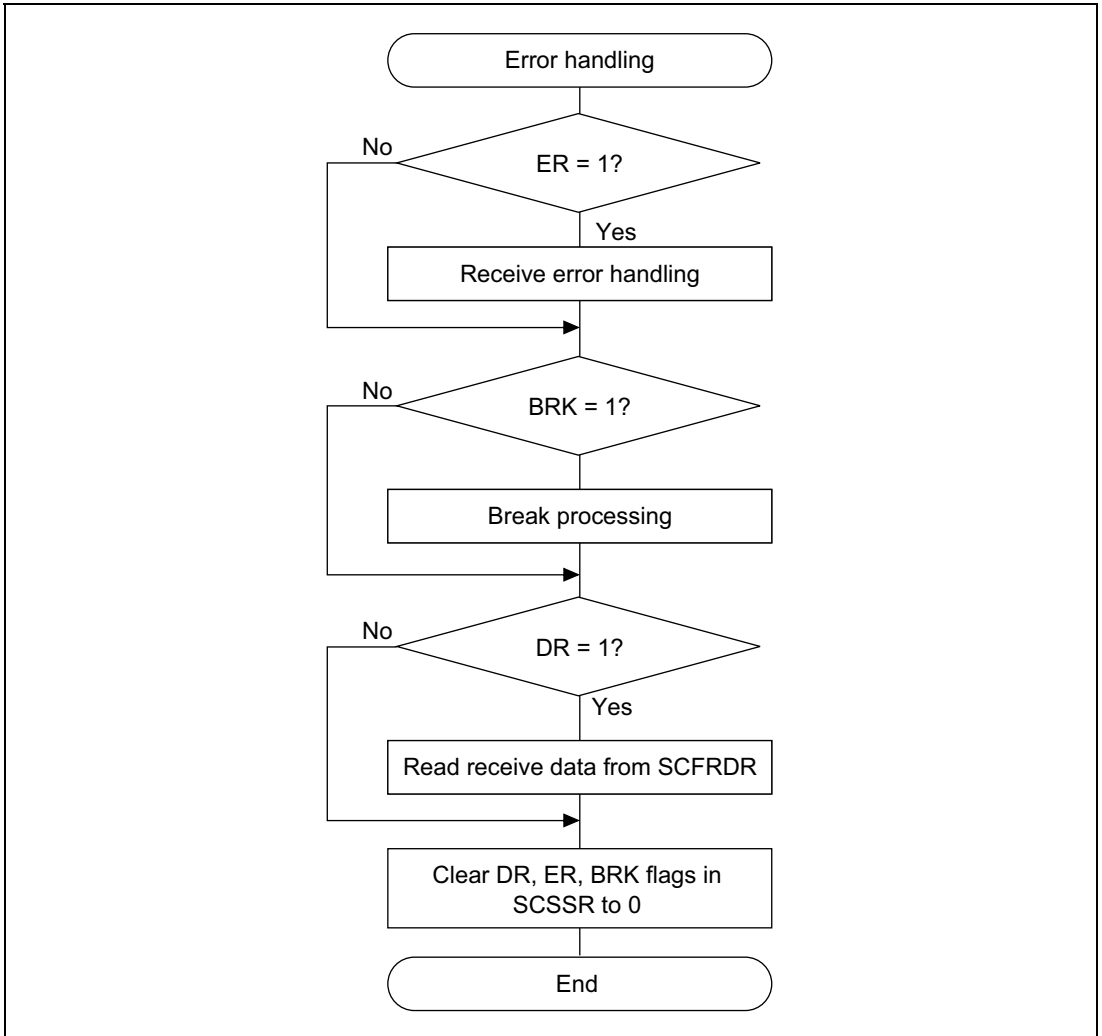 Error handling
No
ER = 1?
Yes
Receive error handling
No
BRK = 1?
Break processing
No
DR = 1?
Yes
Read receive data from SCFRDR
Clear DR, ER, BRK flags in
SCSSR to 0
End